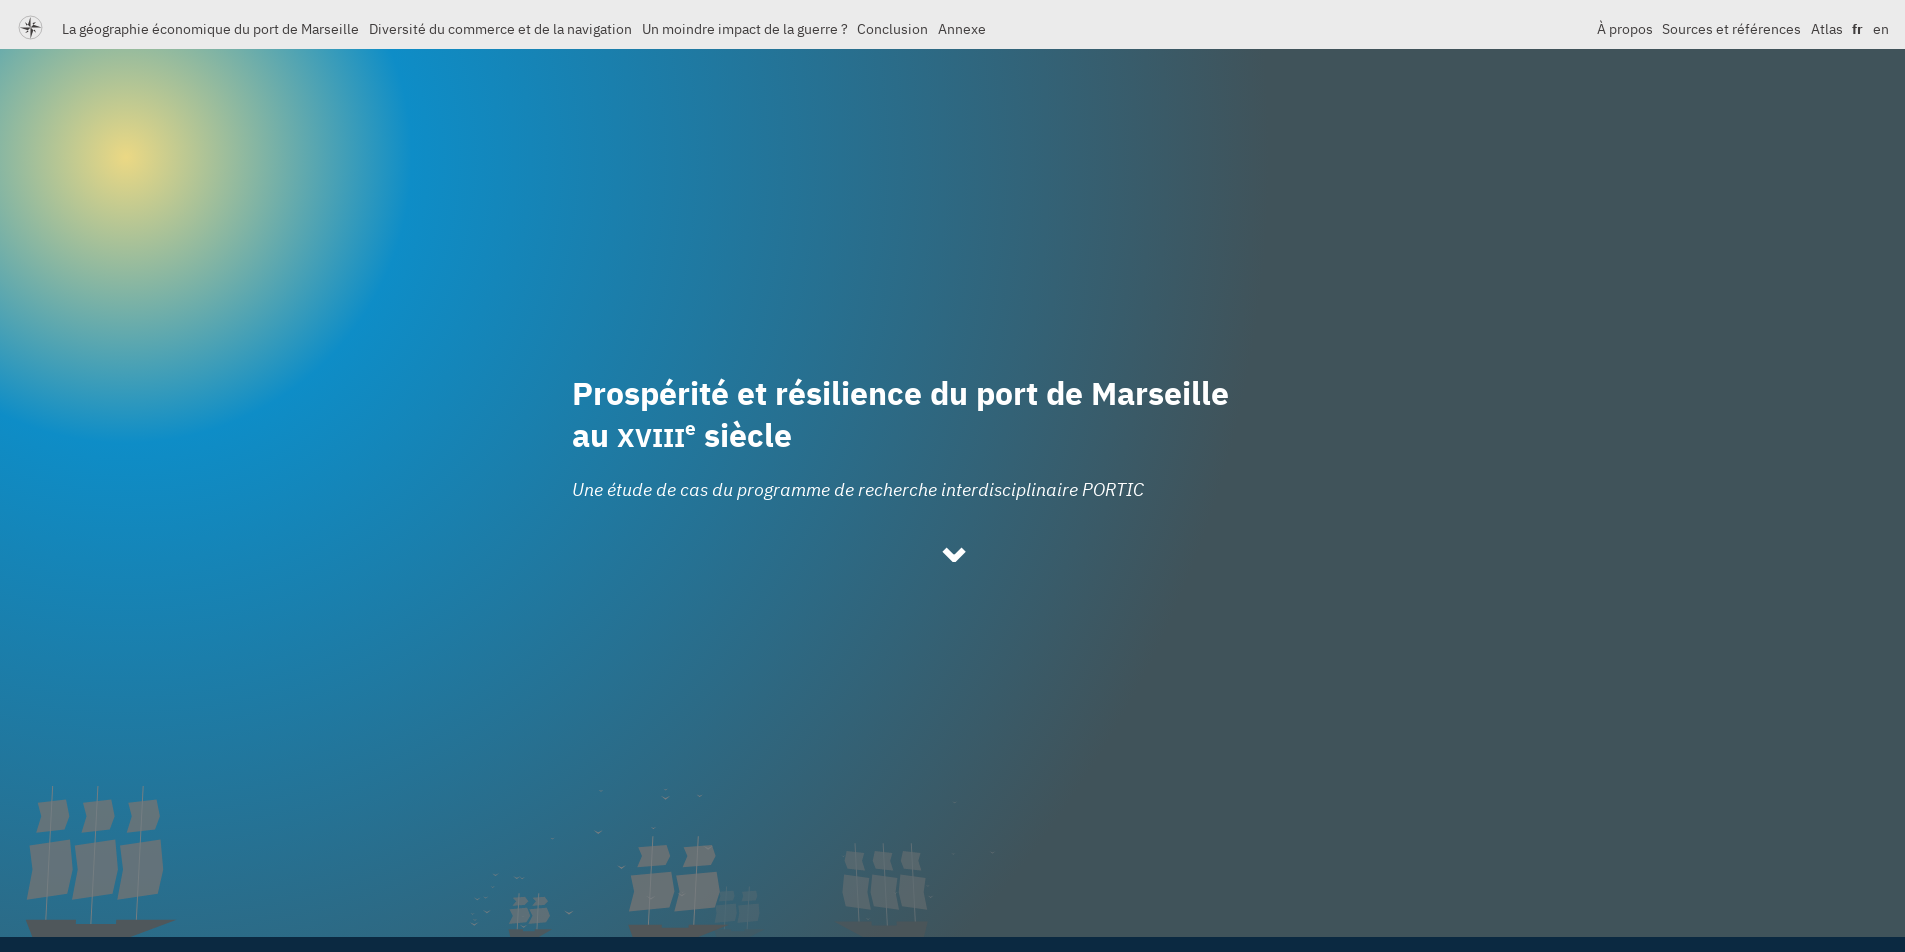 La géographie économique du port de Marseille Diversité du commerce et de la navigation Un moindre impact de la guerre ? Conclusion Annexe À propos Sources et références Atlas fr en
Prospérité et résilience du port de Marseille
au XVIIIe siècle
Une étude de cas du programme de recherche interdisciplinaire PORTIC